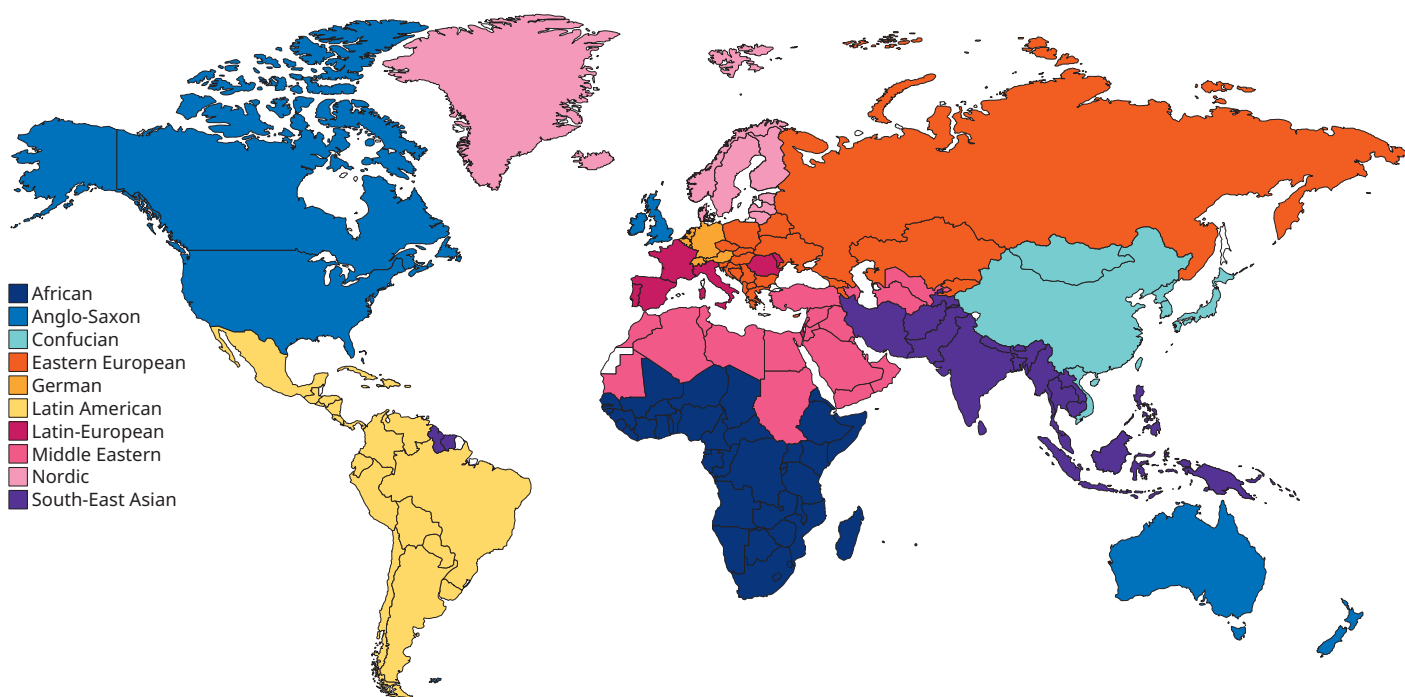 African
Anglo-Saxon
Confucian
Eastern European
German
Latin American
Latin-European
Middle Eastern
Nordic
South-East Asian